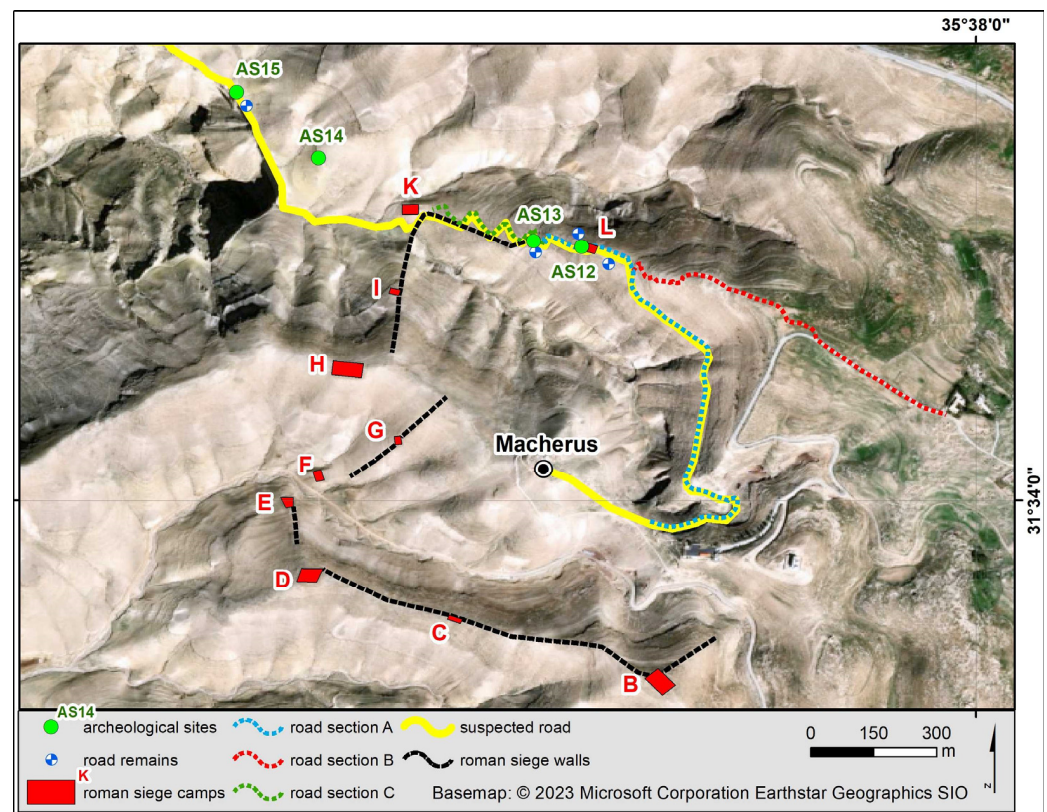 35°38'0"
AS15
AS14
K
AS13
L
AS12
I
H
G
Macherus
F
E
31°34'0"
D
C
B
AS14
archeological sites
road section A
suspected road
0 150 300
m
road remains
road section B
roman siege walls
K
roman siege camps
road section C
Basemap: © 2023 Microsoft Corporation Earthstar Geographics SIO
N